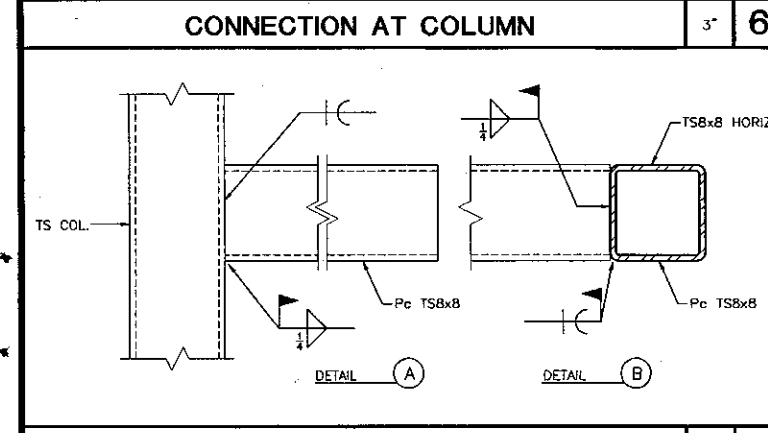 CONNECTION AT COLUMN
3"
6
1/4
TS8x8 HORIZ
TS COL.
Pc TS8x8
Pc TS8x8
1/4
DETAIL A
DETAIL B